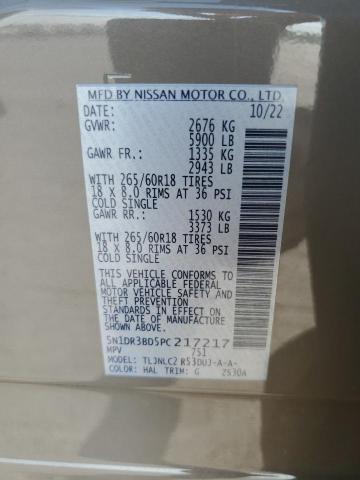 MFD BY NISSAN MOTOR CO., LTD.
DATE: 10/22
GVWR: 2676 KG
5900 LB
GAWR FR.: 1335 KG
2943 LB
WITH 265/60R18 TIRES
18 X 8.0 RIMS AT 36 PSI
COLD SINGLE
GAWR RR.: 1530 KG
3373 LB
WITH 265/60R18 TIRES
18 X 8.0 RIMS AT 36 PSI
COLD SINGLE
THIS VEHICLE CONFORMS TO
ALL APPLICABLE FEDERAL
MOTOR VEHICLE SAFETY
AND THEFT PREVENTION
STANDARDS IN EFFECT ON
THE DATE OF MANUFACTURE
SHOWN ABOVE.
5N1DR3BD5PC217217
MPV 751
MODEL: TLJNLC2 R53DUJ-A-A-
COLOR: HAL TRIM: G 2S30A